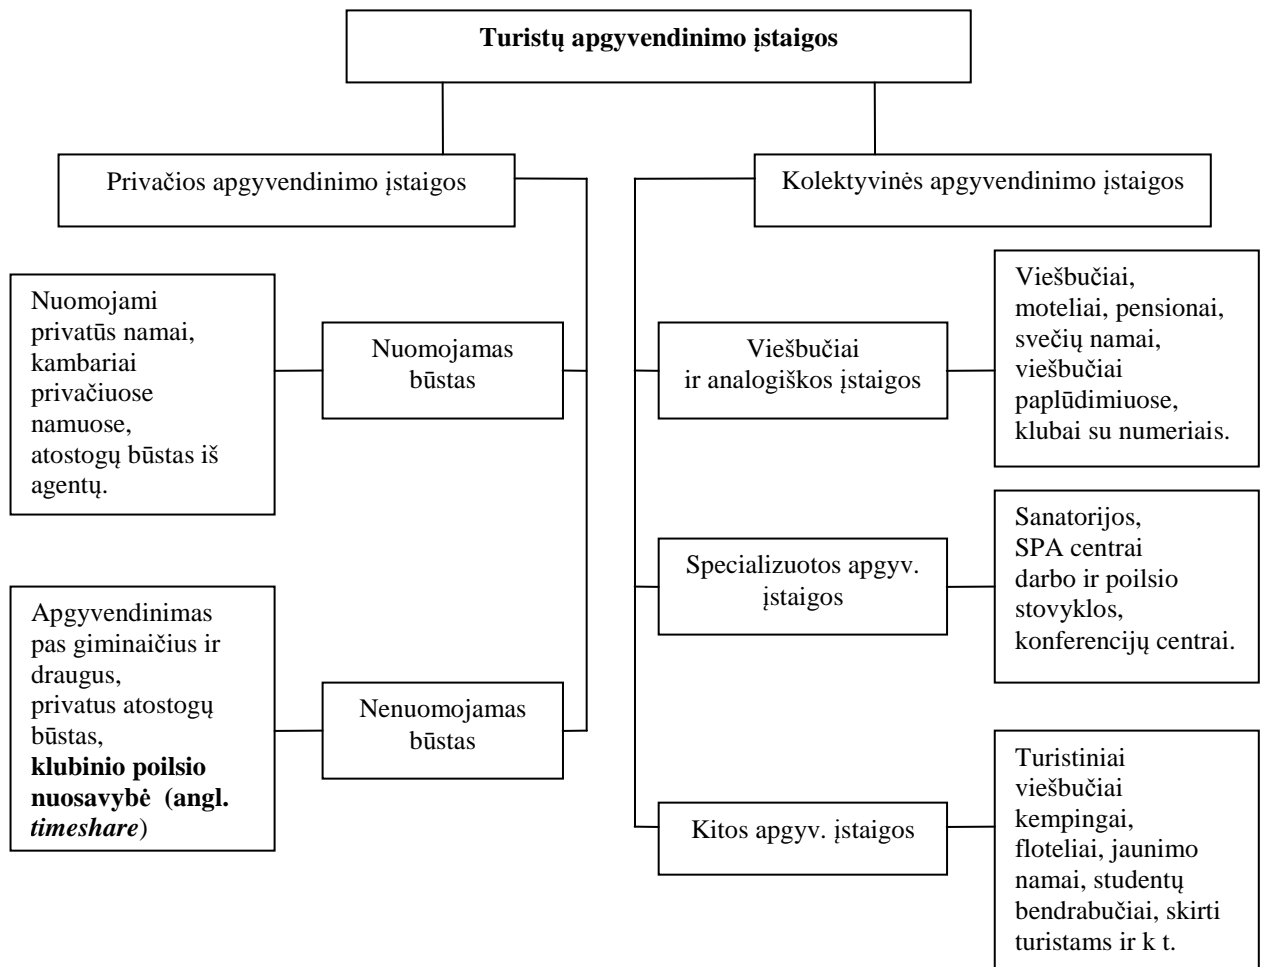 Turistų apgyvendinimo įstaigos
Privačios apgyvendinimo įstaigos
Kolektyvinės apgyvendinimo įstaigos
Nuomojami
privatūs namai,
kambariai
privačiuose
namuose,
atostogų būstas iš
agentų.
Nuomojamas
būstas
Viešbučiai
ir analogiškos įstaigos
Viešbučiai,
moteliai, pensionai,
svečių namai,
viešbučiai
paplūdimiuose,
klubai su numeriais.
Specializuotos apgyv.
įstaigos
Sanatorijos,
SPA centrai
darbo ir poilsio
stovyklos,
konferencijų centrai.
Apgyvendinimas
pas giminaičius ir
draugus,
privatus atostogų
būstas,
klubinio poilsio
nuosavybė  (angl.
timeshare)
Nenuomojamas
būstas
Kitos apgyv. įstaigos
Turistiniai
viešbučiai
kempingai,
floteliai, jaunimo
namai, studentų
bendrabučiai, skirti
turistams ir k t.